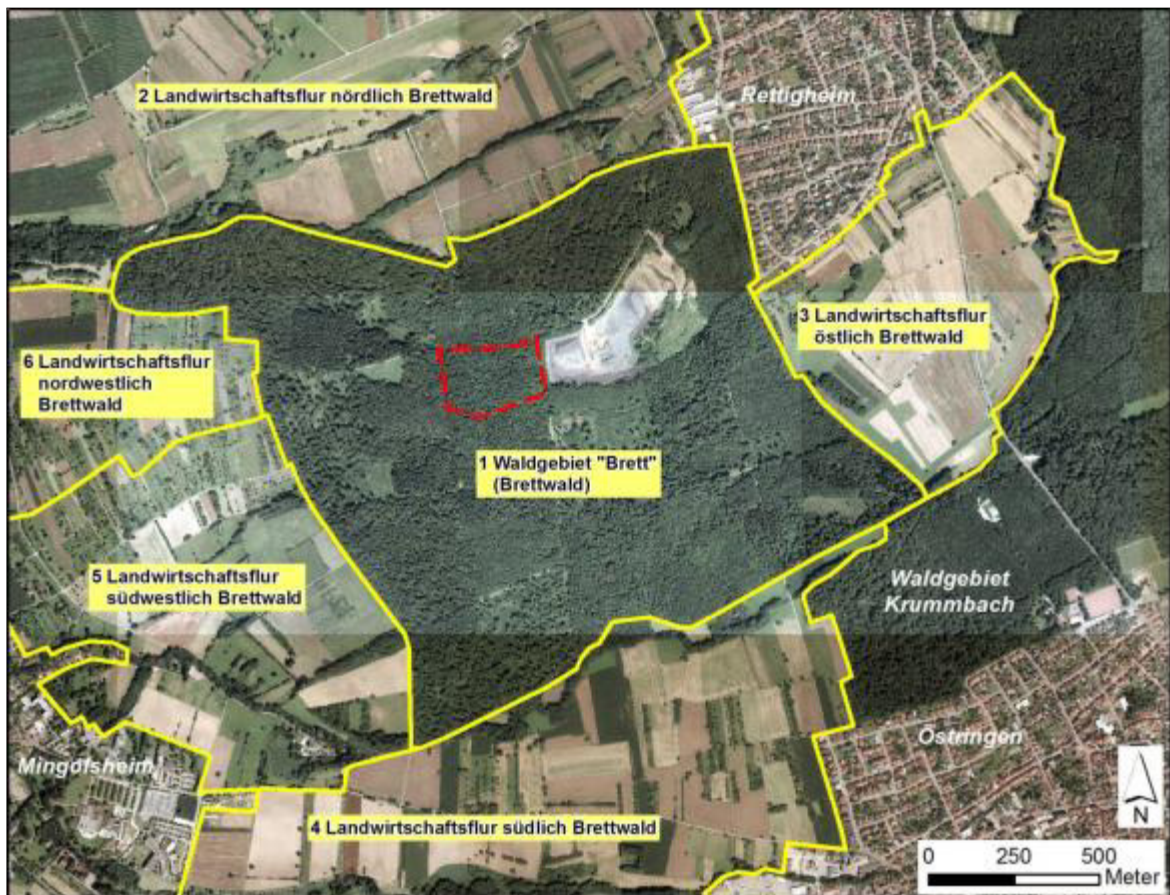 2 Landwirtschaftsflur nördlich Brettwald
Rettigheim
3 Landwirtschaftsflur
östlich Brettwald
6 Landwirtschaftsflur
nordwestlich
Brettwald
1 Waldgebiet "Brett"
(Brettwald)
5 Landwirtschaftsflur
südwestlich Brettwald
Waldgebiet
Krummbach
Östringen
Mingolsheim
4 Landwirtschaftsflur südlich Brettwald
N
0 250 500
Meter